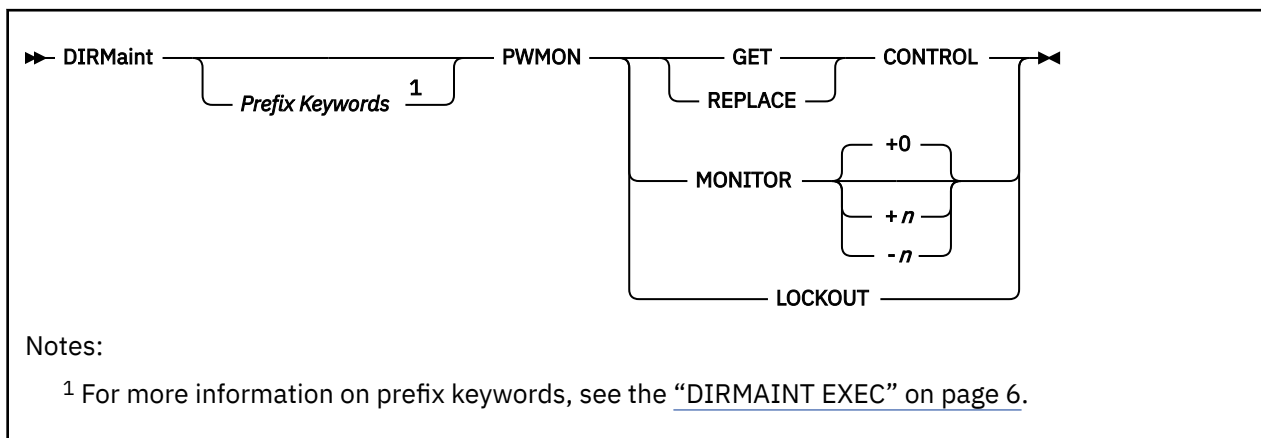 DIRMaint Prefix Keywords 1 PWMON GET CONTROL
REPLACE
MONITOR +0
+n
-n
LOCKOUT
Notes:
1 For more information on prefix keywords, see the “DIRMAINT EXEC” on page 6.